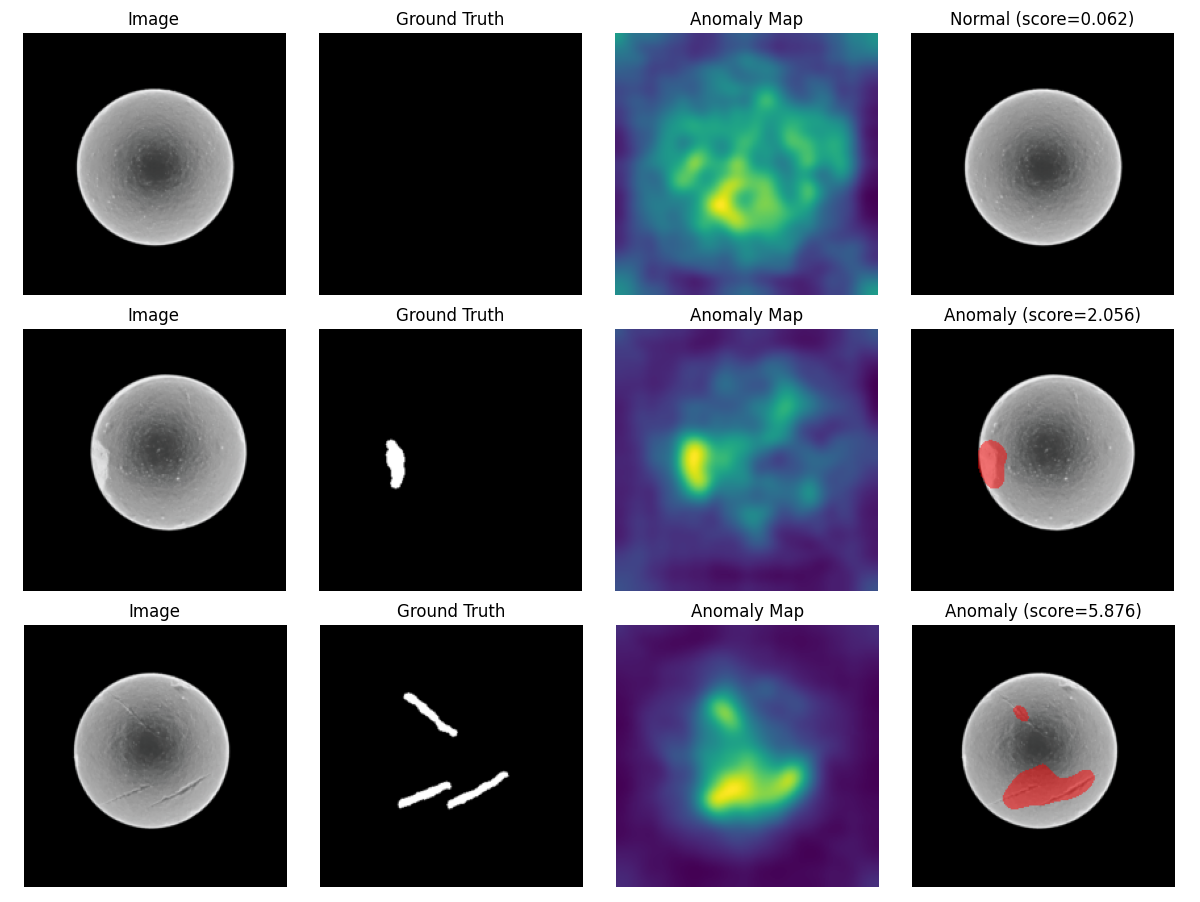 Image
Ground Truth
Anomaly Map
Normal (score=0.062)
Image
Ground Truth
Anomaly Map
Anomaly (score=2.056)
Image
Ground Truth
Anomaly Map
Anomaly (score=5.876)